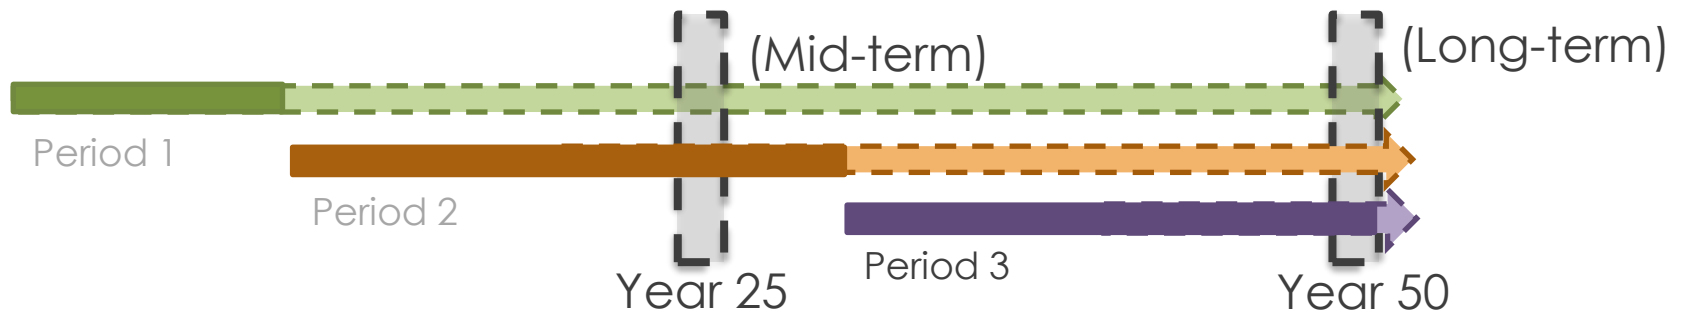 (Mid-term)
(Long-term)
Period 1
Period 2
Period 3
Year 25
Year 50